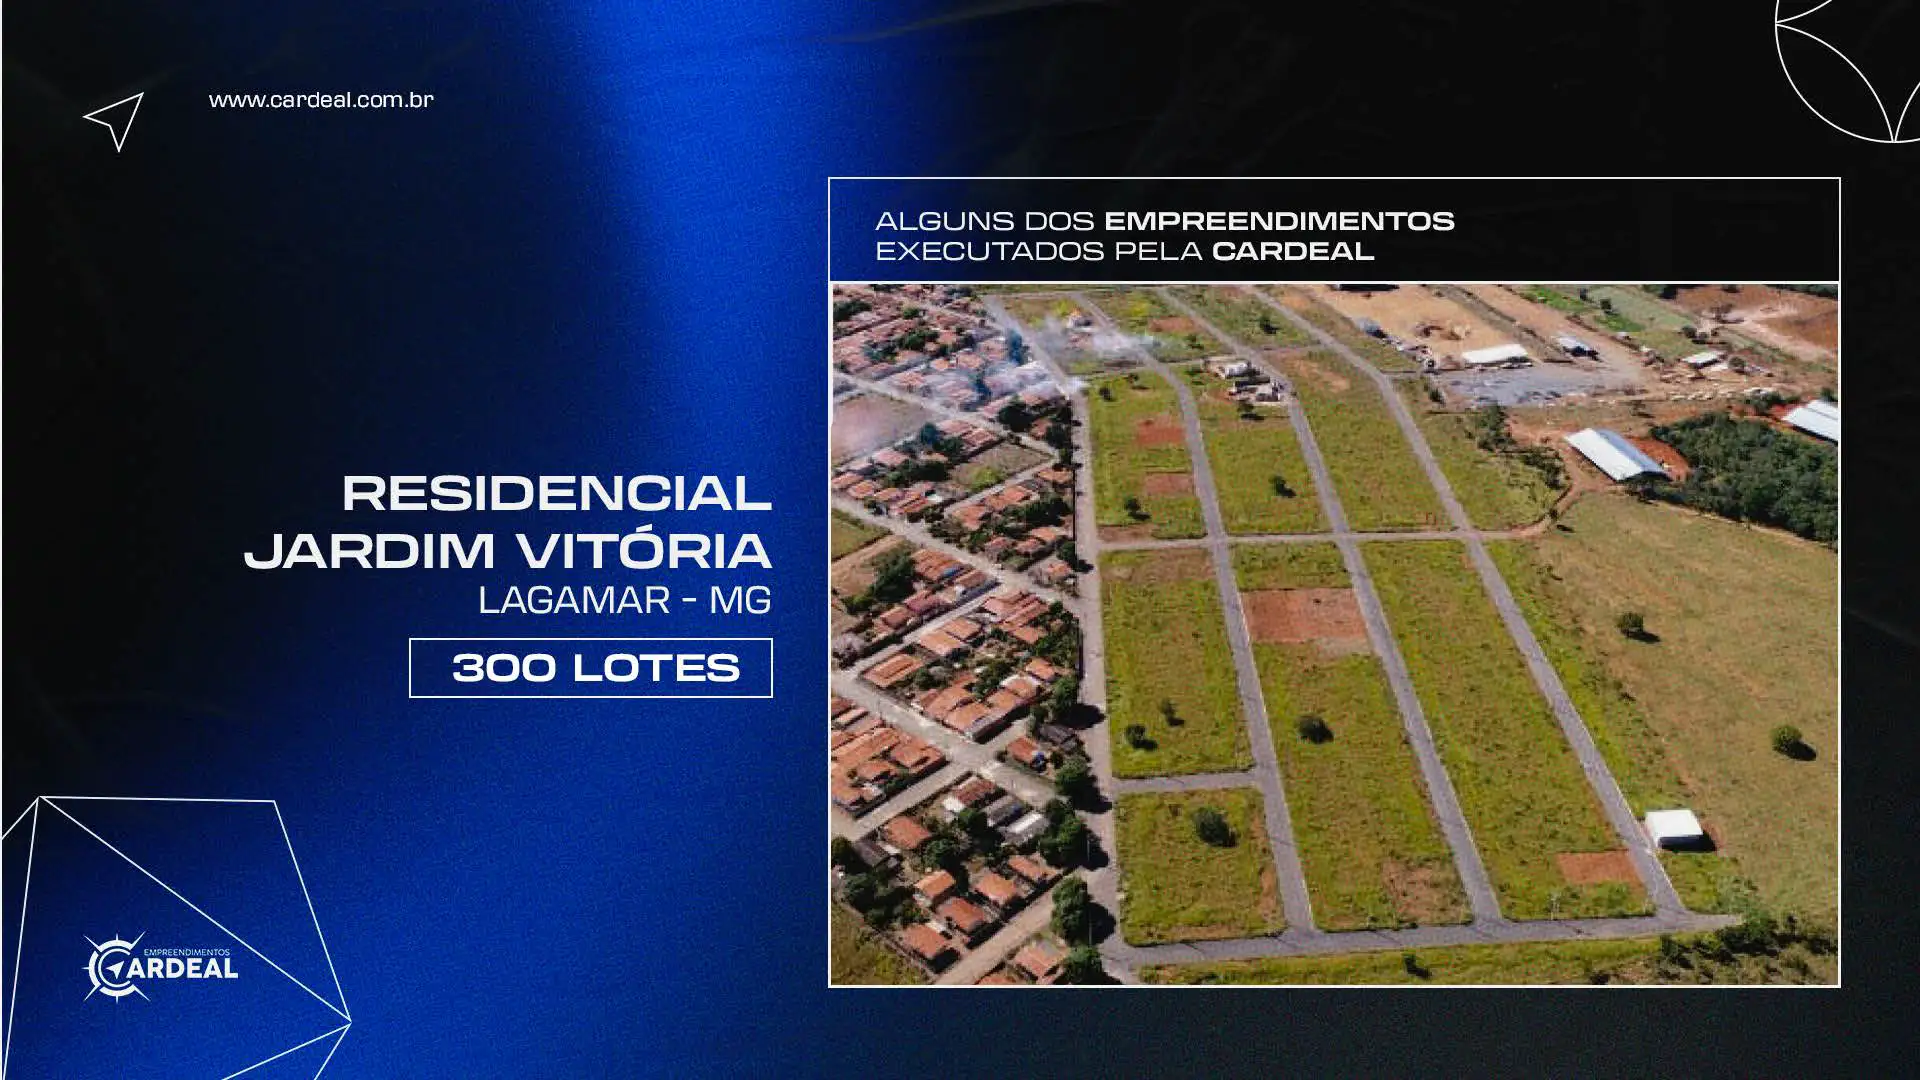 www.cardeal.com.br
ALGUNS DOS EMPREENDIMENTOS
EXECUTADOS PELA CARDEAL
RESIDENCIAL
JARDIM VITÓRIA
LAGAMAR - MG
300 LOTES
EMPREENDIMENTOS
CARDEAL